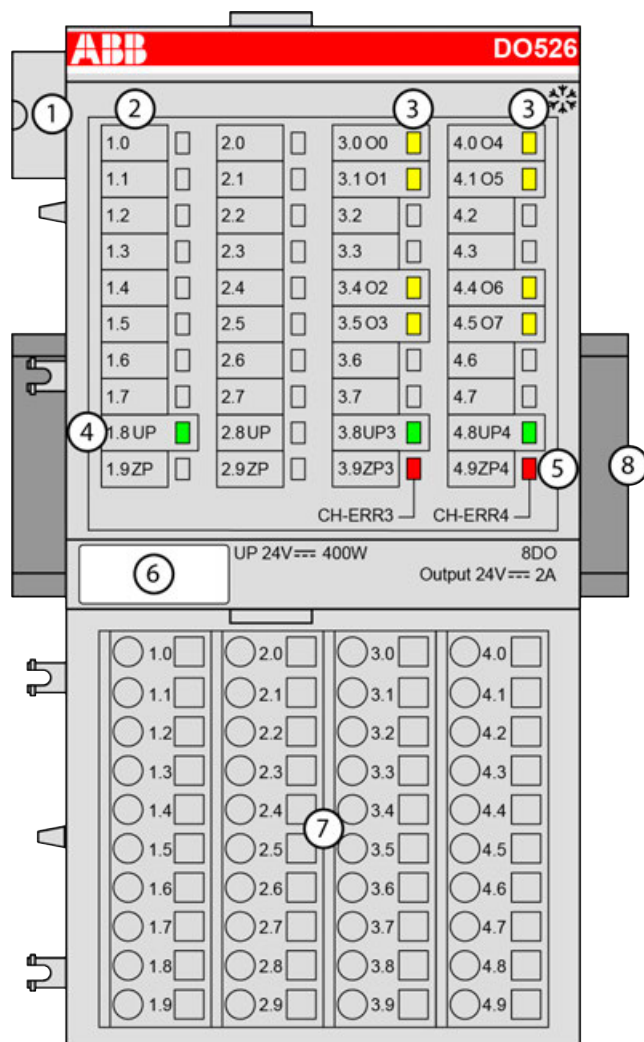 ABB DO526
1 2 3 3
1.0 2.0 3.0 O0 4.0 O4
1.1 2.1 3.1 O1 4.1 O5
1.2 2.2 3.2 4.2
1.3 2.3 3.3 4.3
1.4 2.4 3.4 O2 4.4 O6
1.5 2.5 3.5 O3 4.5 O7
1.6 2.6 3.6 4.6
1.7 2.7 3.7 4.7
4 1.8 UP 2.8 UP 3.8UP3 4.8UP4
1.9 ZP 2.9 ZP 3.9ZP3 4.9ZP4 5 8
CH-ERR3 CH-ERR4
6 UP 24V⎓ 400W 8DO
Output 24V⎓ 2A
1.0 2.0 3.0 4.0
1.1 2.1 3.1 4.1
1.2 2.2 3.2 4.2
1.3 2.3 3.3 4.3
1.4 2.4 3.4 4.4
7
1.5 2.5 3.5 4.5
1.6 2.6 3.6 4.6
1.7 2.7 3.7 4.7
1.8 2.8 3.8 4.8
1.9 2.9 3.9 4.9